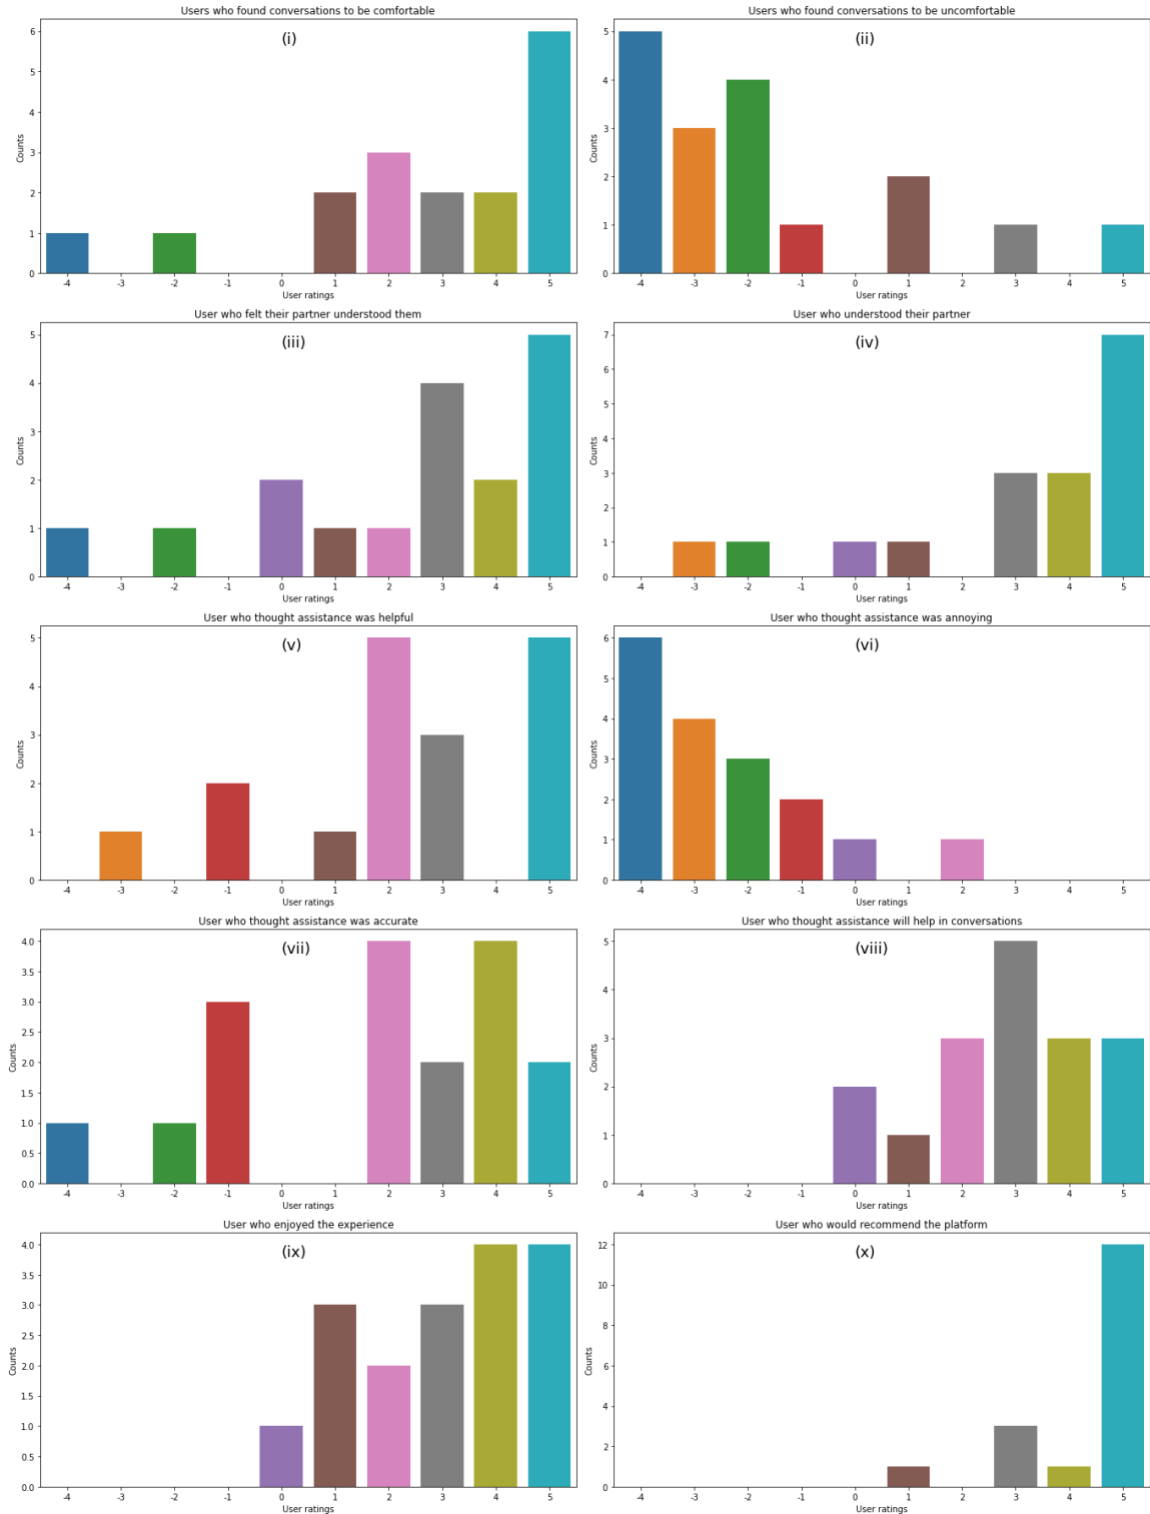 Users who found conversations to be comfortable
(i)
6
5
4
3
2
1
0
Counts
-4 -3 -2 -1 0 1 2 3 4 5
User ratings
Users who found conversations to be uncomfortable
(ii)
5
4
3
2
1
0
Counts
-4 -3 -2 -1 0 1 2 3 4 5
User ratings
User who felt their partner understood them
(iii)
5
4
3
2
1
0
Counts
-4 -3 -2 -1 0 1 2 3 4 5
User ratings
User who understood their partner
(iv)
7
6
5
4
3
2
1
0
Counts
-4 -3 -2 -1 0 1 2 3 4 5
User ratings
User who thought assistance was helpful
(v)
5
4
3
2
1
0
Counts
-4 -3 -2 -1 0 1 2 3 4 5
User ratings
User who thought assistance was annoying
(vi)
6
5
4
3
2
1
0
Counts
-4 -3 -2 -1 0 1 2 3 4 5
User ratings
User who thought assistance was accurate
(vii)
4.0
3.5
3.0
2.5
2.0
1.5
1.0
0.5
0.0
Counts
-4 -3 -2 -1 0 1 2 3 4 5
User ratings
User who thought assistance will help in conversations
(viii)
5
4
3
2
1
0
Counts
-4 -3 -2 -1 0 1 2 3 4 5
User ratings
User who enjoyed the experience
(ix)
4.0
3.5
3.0
2.5
2.0
1.5
1.0
0.5
0.0
Counts
-4 -3 -2 -1 0 1 2 3 4 5
User ratings
User who would recommend the platform
(x)
12
10
8
6
4
2
0
Counts
-4 -3 -2 -1 0 1 2 3 4 5
User ratings